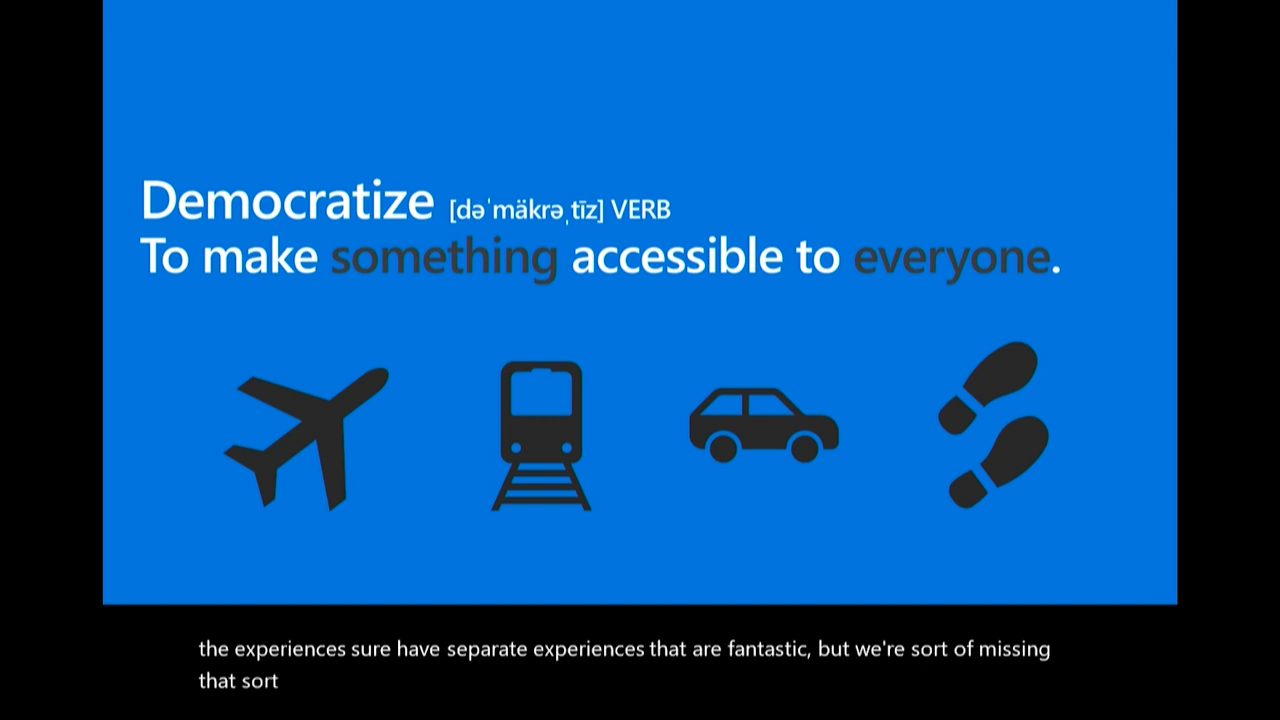 Democratize [dəˈmäkrəˌtīz] VERB
To make something accessible to everyone.
the experiences sure have separate experiences that are fantastic, but we're sort of missing
that sort